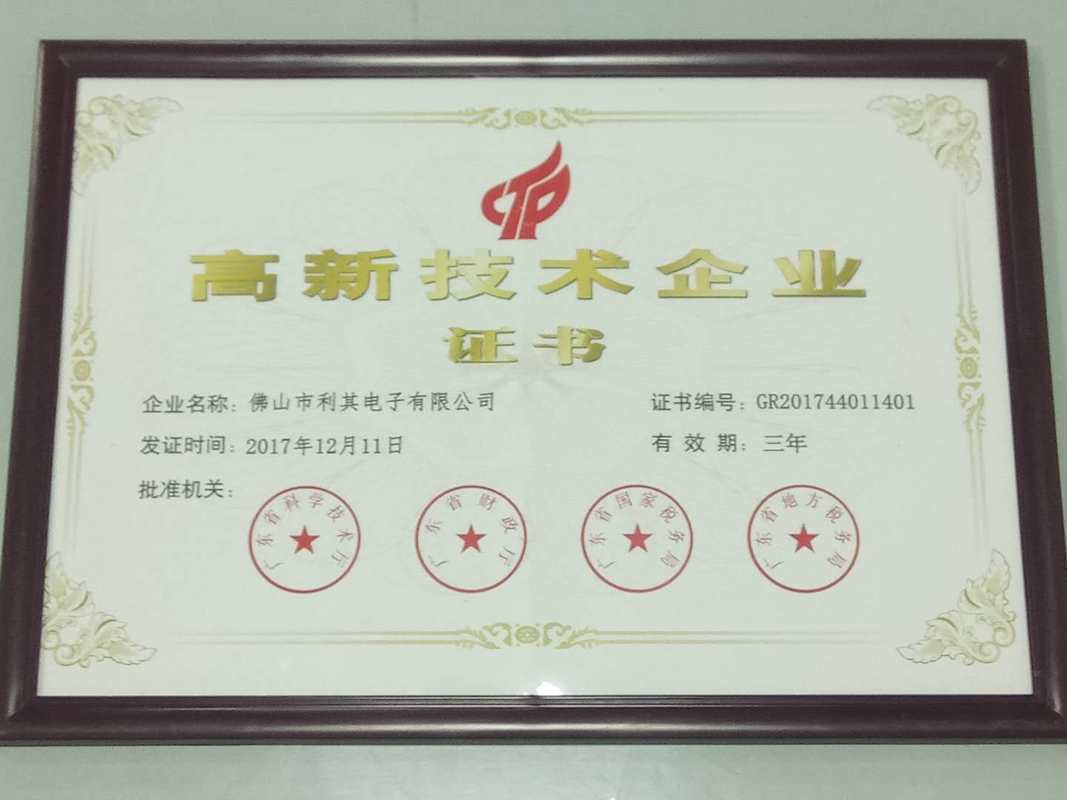 CTP
高新技术企业
证书
企业名称：佛山市利其电子有限公司
证书编号：GR201744011401
发证时间：2017年12月11日
有效期：三年
批准机关：
广东省科学技术厅
广东省财政厅
广东省国家税务局
广东省地方税务局